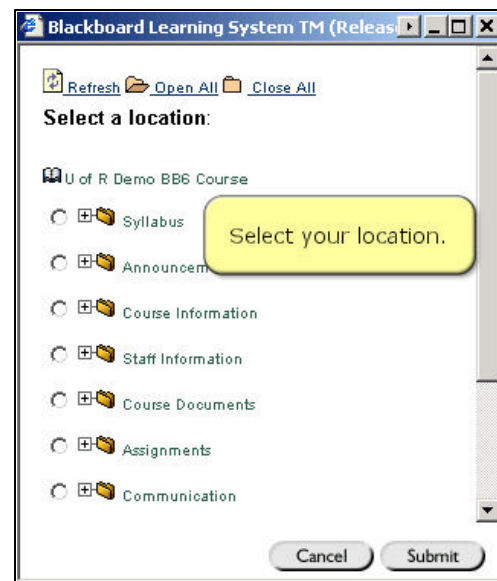 Blackboard Learning System TM (Releas
Refresh Open All Close All
Select a location:
U of R Demo BB6 Course
Syllabus
Select your location.
Announcem
Course Information
Staff Information
Course Documents
Assignments
Communication
Cancel Submit